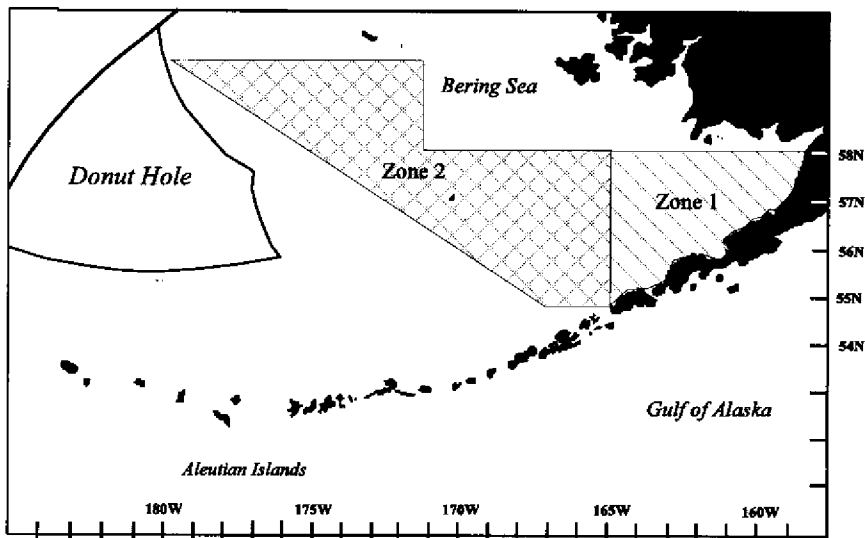 Bering Sea
58N
Donut Hole
Zone 2
Zone 1
57N
56N
55N
54N
Gulf of Alaska
Aleutian Islands
180W
175W
170W
165W
160W